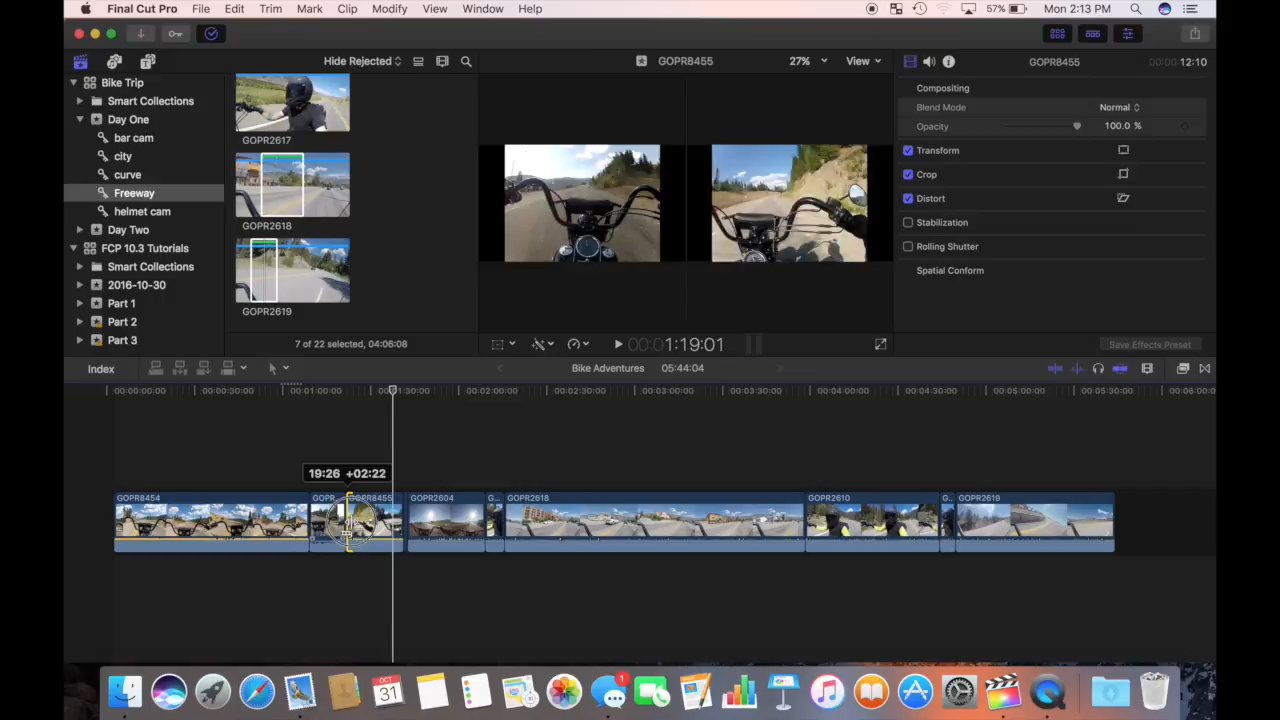 Final Cut Pro File Edit Trim Mark Clip Modify View Window Help 57% Mon 2:13 PM
Hide Rejected GOPR8455 27% View GOPR8455 00:00 12:10
Bike Trip
Smart Collections
Day One
bar cam
city
curve
Freeway
helmet cam
Day Two
FCP 10.3 Tutorials
Smart Collections
2016-10-30
Part 1
Part 2
Part 3
GOPR2617
GOPR2618
GOPR2619
7 of 22 selected, 04:06:08
00:00 1:19:01
Compositing
Blend Mode Normal
Opacity 100.0 %
Transform
Crop
Distort
Stabilization
Rolling Shutter
Spatial Conform
Save Effects Preset
Index Bike Adventures 05:44:04
00:00:00:00 00:00:30:00 00:01:00:00 1:30:00 00:02:00:00 00:02:30:00 00:03:00:00 00:03:30:00 00:04:00:00 00:04:30:00 00:05:00:00 00:05:30:00 00:06:00:0
19:26 +02:22
GOPR8454 GOPR GOPR8455 GOPR2604 G.. GOPR2618 GOPR2610 G.. GOPR2619
OCT
31
1